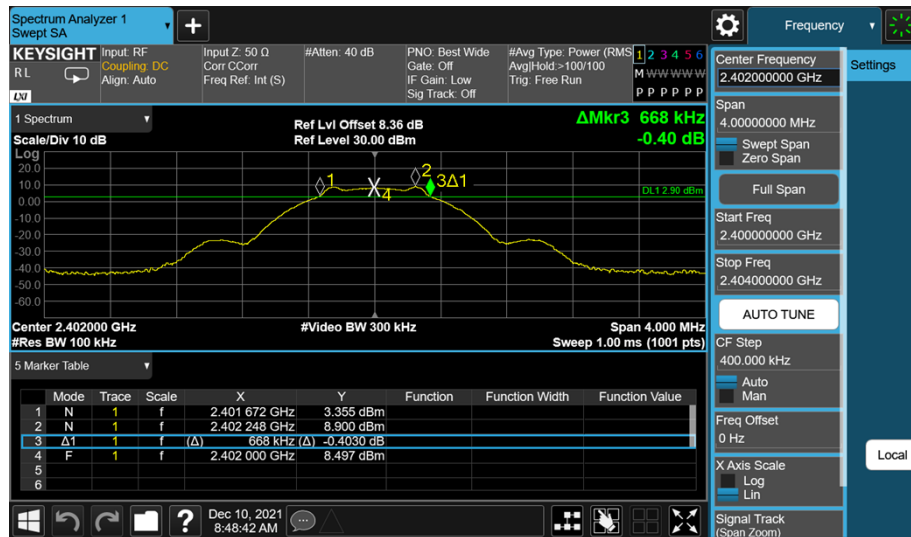 Spectrum Analyzer 1
Swept SA
Frequency
KEYSIGHT
R L
LXI
Input: RF
Coupling: DC
Align: Auto
Input Z: 50 Ω
Corr CCorr
Freq Ref: Int (S)
#Atten: 40 dB
PNO: Best Wide
Gate: Off
IF Gain: Low
Sig Track: Off
#Avg Type: Power (RMS
Avg|Hold:>100/100
Trig: Free Run
1 2 3 4 5 6
M W W W W W
P P P P P P
1 Spectrum
Scale/Div 10 dB
Ref Lvl Offset 8.36 dB
Ref Level 30.00 dBm
ΔMkr3 668 kHz
-0.40 dB
Log
20.0
10.0
0.00
-10.0
-20.0
-30.0
-40.0
-50.0
-60.0
1
2
3Δ1
4
DL1 2.90 dBm
Center 2.402000 GHz
#Res BW 100 kHz
#Video BW 300 kHz
Span 4.000 MHz
Sweep 1.00 ms (1001 pts)
5 Marker Table
Mode Trace Scale X Y Function Function Width Function Value
1 N 1 f 2.401 672 GHz 3.355 dBm
2 N 1 f 2.402 248 GHz 8.900 dBm
3 Δ1 1 f (Δ) 668 kHz (Δ) -0.4030 dB
4 F 1 f 2.402 000 GHz 8.497 dBm
5
6
Dec 10, 2021
8:48:42 AM
Center Frequency
2.402000000 GHz
Span
4.00000000 MHz
Swept Span
Zero Span
Full Span
Start Freq
2.400000000 GHz
Stop Freq
2.404000000 GHz
AUTO TUNE
CF Step
400.000 kHz
Auto
Man
Freq Offset
0 Hz
X Axis Scale
Log
Lin
Signal Track
(Span Zoom)
Settings
Local